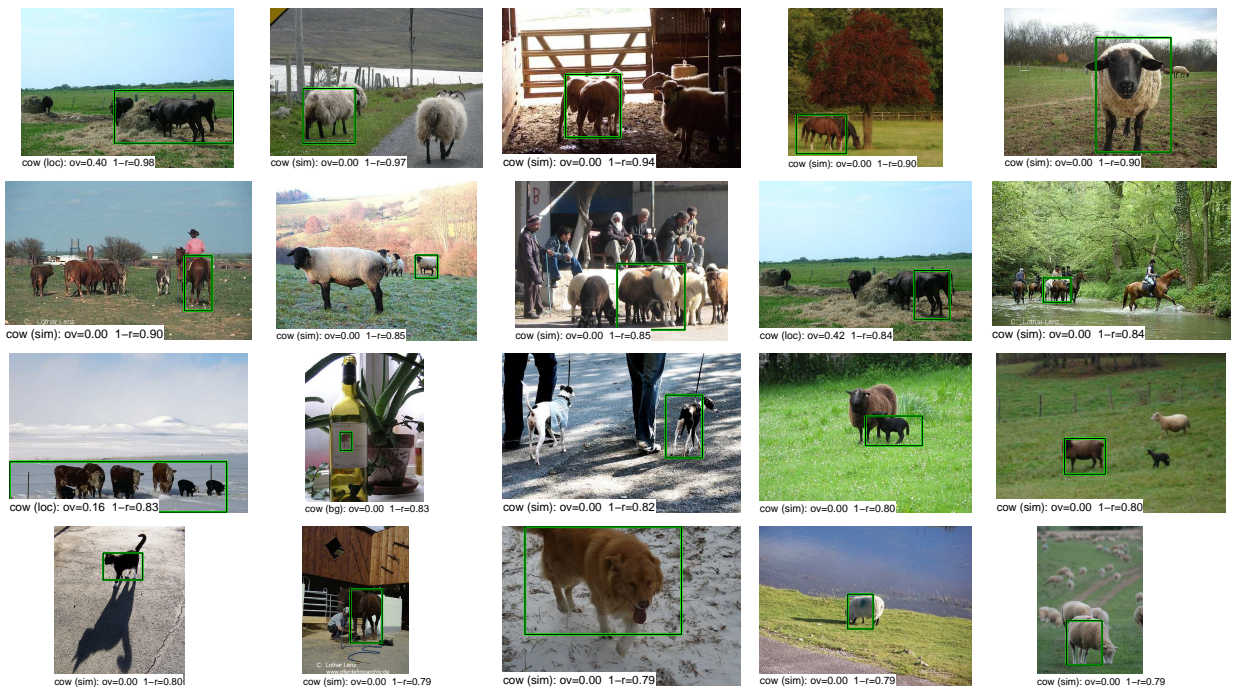 cow (loc): ov=0.40 1−r=0.98
cow (sim): ov=0.00 1−r=0.97
cow (sim): ov=0.00 1−r=0.94
cow (sim): ov=0.00 1−r=0.90
cow (sim): ov=0.00 1−r=0.90
B
C: Lothar Lenz
cow (sim): ov=0.00 1−r=0.90
cow (sim): ov=0.00 1−r=0.85
cow (sim): ov=0.00 1−r=0.85
cow (loc): ov=0.42 1−r=0.84
C: Lothar Lenz
cow (sim): ov=0.00 1−r=0.84
cow (loc): ov=0.16 1−r=0.83
cow (bg): ov=0.00 1−r=0.83
cow (sim): ov=0.00 1−r=0.82
cow (sim): ov=0.00 1−r=0.80
cow (sim): ov=0.00 1−r=0.80
cow (sim): ov=0.00 1−r=0.80
C: Lothar Lenz
cow (sim): ov=0.00 1−r=0.79
cow (sim): ov=0.00 1−r=0.79
cow (sim): ov=0.00 1−r=0.79
cow (sim): ov=0.00 1−r=0.79